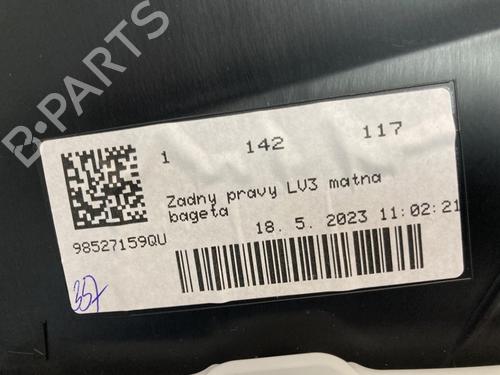 B-PARTS
1 142 117
Zadny pravy LV3 matna
bageta
98527159QU
18. 5. 2023 11:02:21
357